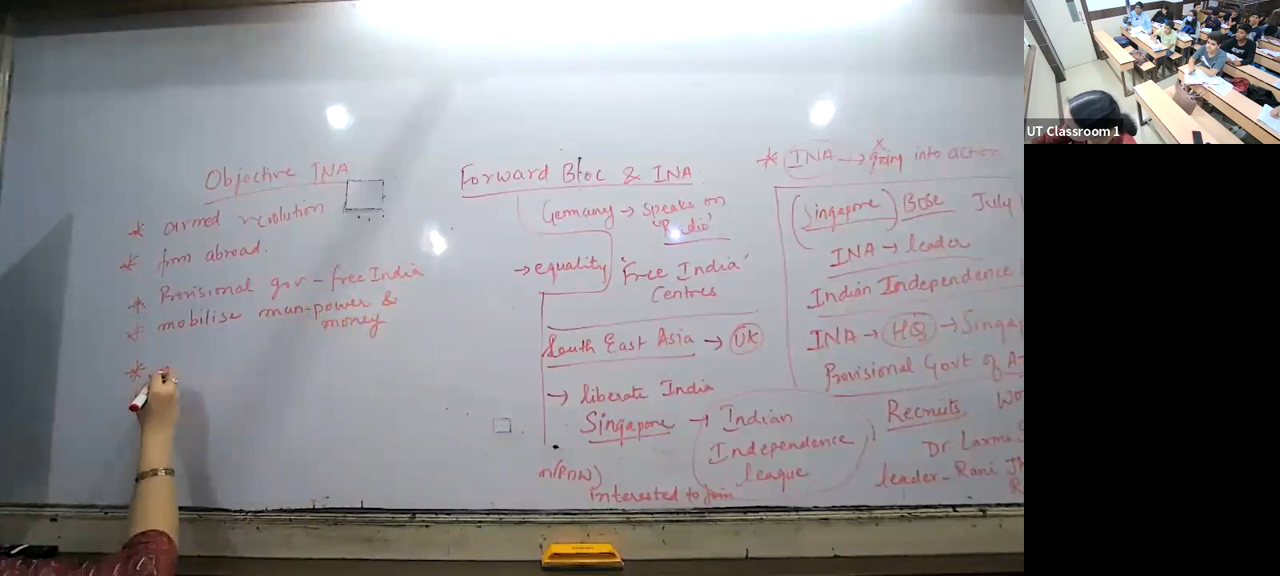 Objective INA
* armed revolution
* from abroad.
* Provisional gov - free India
* mobilise man-power &
money
*
Forward Bloc & INA
Germany → speaks on
'Radio'
→ equality 'Free India'
Centres
South East Asia → UK
→ liberate India
Singapore → Indian
Independence
league
(POW)
interested to join
* INA → going into action
x
(Singapore) Bose July
INA → leader
Indian Independence
INA → HQ → Singap
Provisional Govt of A
Recruits Wo
Dr Laxmi S
leader - Rani Jh
R
UT Classroom 1